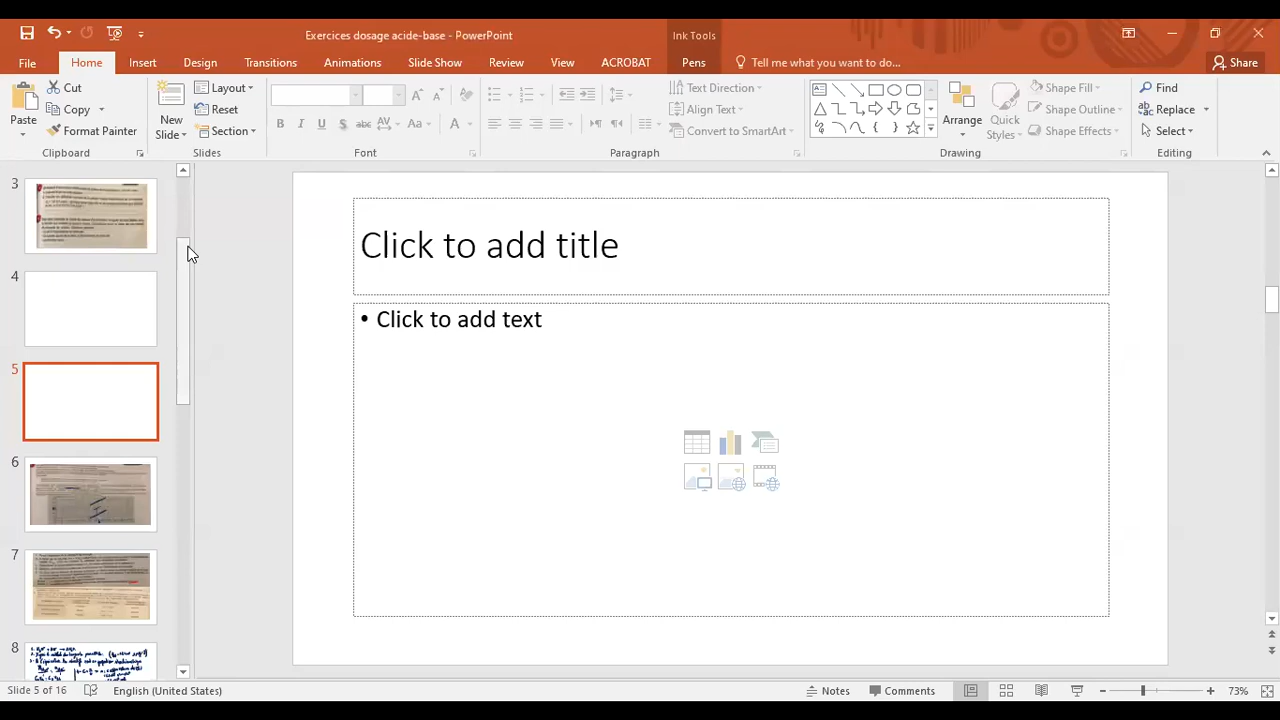 Exercices dosage acide-base - PowerPoint
Ink Tools
File
Home
Insert
Design
Transitions
Animations
Slide Show
Review
View
ACROBAT
Pens
Tell me what you want to do...
Share
Paste
Cut
Copy
Format Painter
Clipboard
New Slide
Layout
Reset
Section
Slides
B I U S abc AV Aa A
Font
Text Direction
Align Text
Convert to SmartArt
Paragraph
Arrange
Quick Styles
Shape Fill
Shape Outline
Shape Effects
Drawing
Find
Replace
Select
Editing
3
4
5
6
7
8
Click to add title
• Click to add text
Slide 5 of 16
English (United States)
Notes
Comments
73%